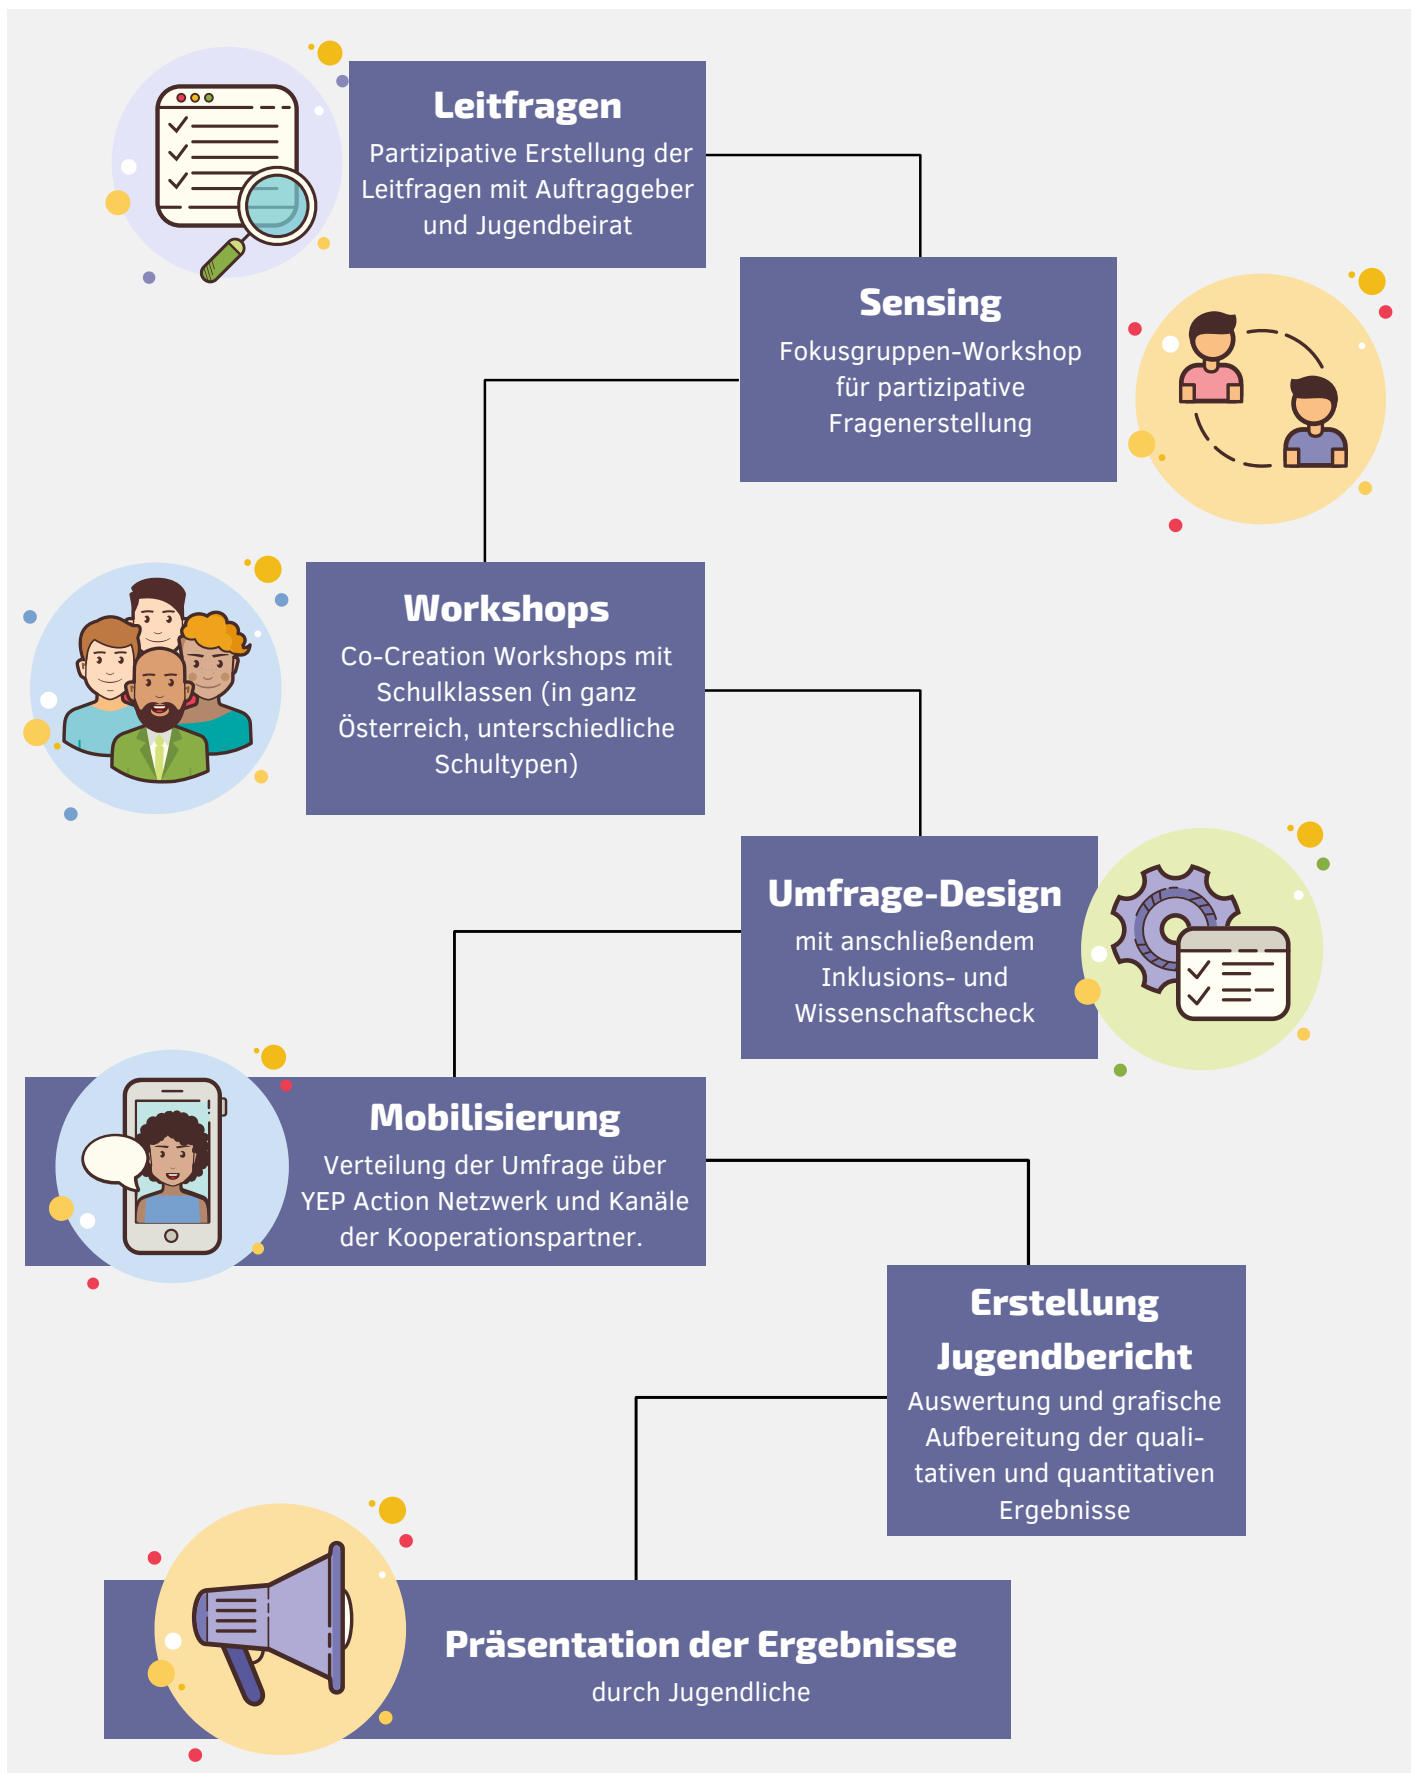 Leitfragen
Partizipative Erstellung der
Leitfragen mit Auftraggeber
und Jugendbeirat
Sensing
Fokusgruppen-Workshop
für partizipative
Fragenerstellung
Workshops
Co-Creation Workshops mit
Schulklassen (in ganz
Österreich, unterschiedliche
Schultypen)
Umfrage-Design
mit anschließendem
Inklusions- und
Wissenschaftscheck
Mobilisierung
Verteilung der Umfrage über
YEP Action Netzwerk und Kanäle
der Kooperationspartner.
Erstellung
Jugendbericht
Auswertung und grafische
Aufbereitung der quali-
tativen und quantitativen
Ergebnisse
Präsentation der Ergebnisse
durch Jugendliche